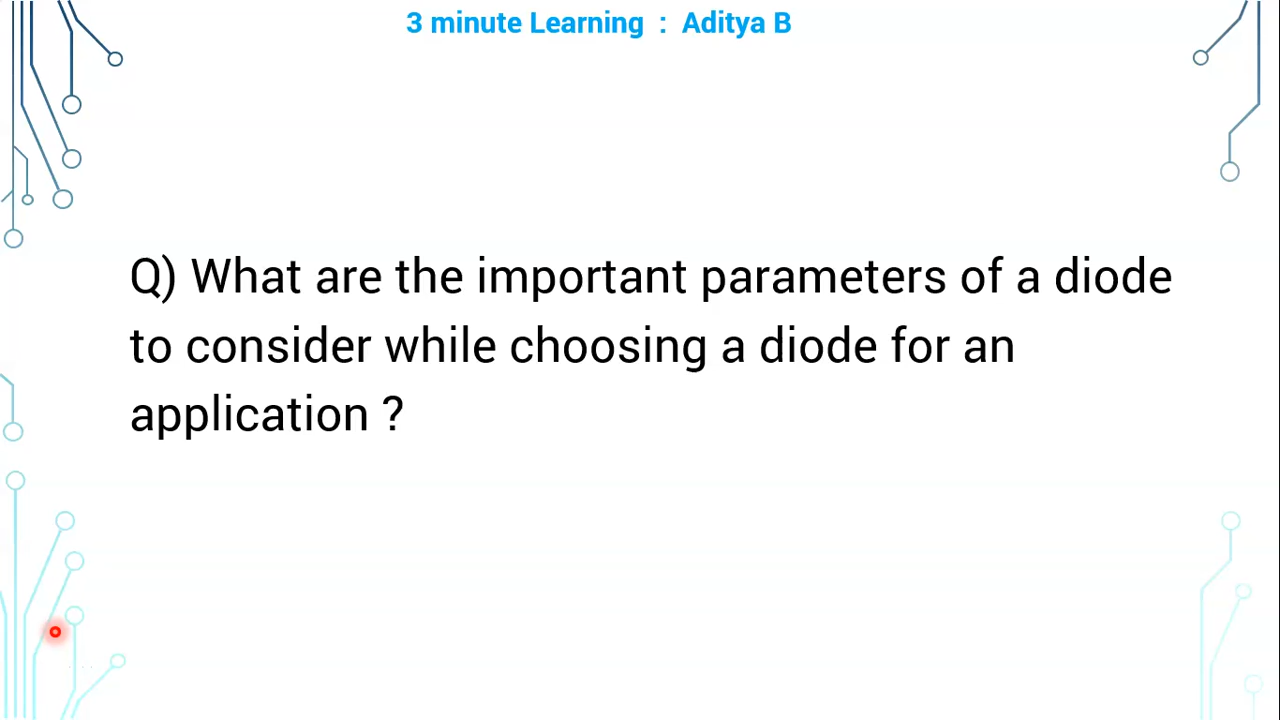 3 minute Learning : Aditya B
Q) What are the important parameters of a diode
to consider while choosing a diode for an
application ?